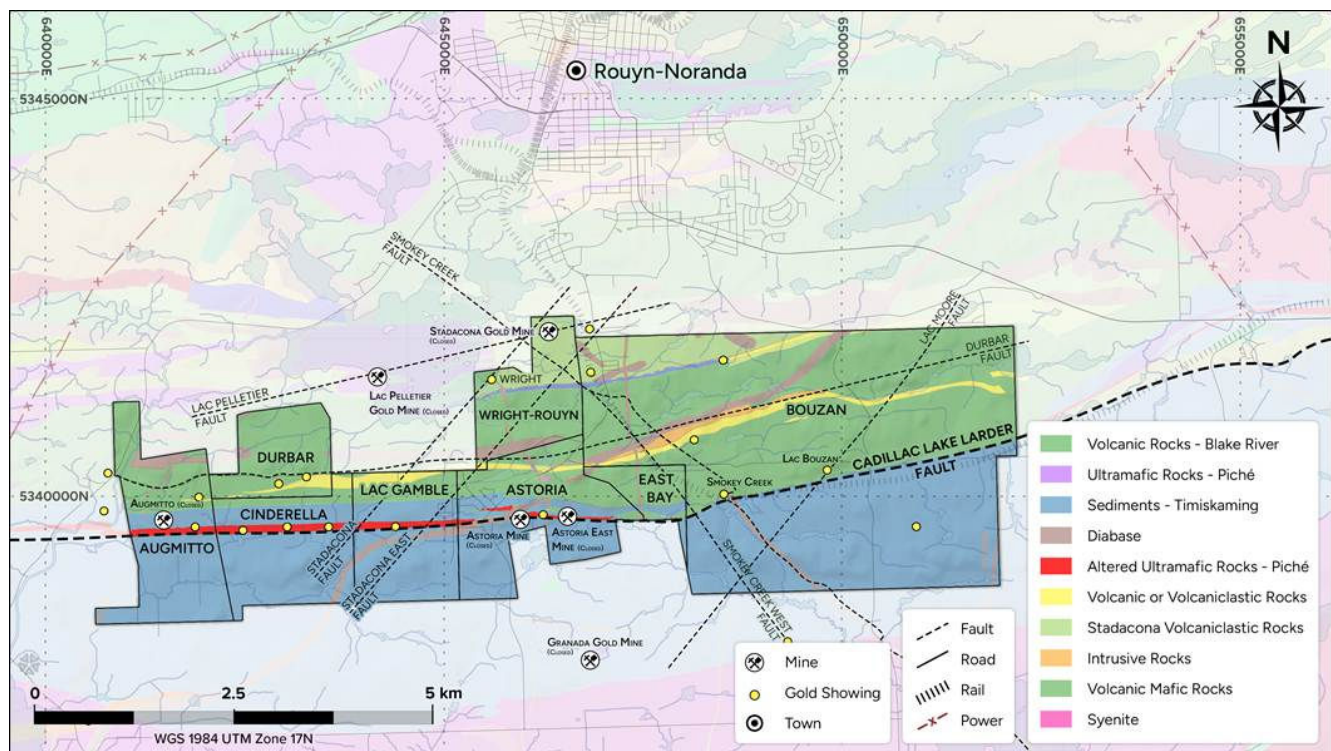 640000E
645000E
650000E
655000E
5345000N
5340000N
N
Rouyn-Noranda
SMOKEY CREEK
FAULT
STADACONA GOLD MINE
(CLOSED)
LAC MOORE
FAULT
DURBAR
FAULT
WRIGHT
LAC PELLETIER
GOLD MINE (CLOSED)
LAC PELLETIER
FAULT
WRIGHT-ROUYN
BOUZAN
DURBAR
CADILLAC LAKE LARDER
FAULT
LAC BOUZAN
LAC GAMBLE
ASTORIA
EAST
BAY
SMOKEY CREEK
AUGMITTO (CLOSED)
CINDERELLA
AUGMITTO
ASTORIA MINE
(CLOSED)
ASTORIA EAST
MINE (CLOSED)
STADACONA
FAULT
STADACONA EAST
FAULT
SMOKEY CREEK WEST
FAULT
GRANADA GOLD MINE
(CLOSED)
0
2.5
5 km
WGS 1984 UTM Zone 17N
Mine
Gold Showing
Town
Fault
Road
Rail
Power
Volcanic Rocks - Blake River
Ultramafic Rocks - Piché
Sediments - Timiskaming
Diabase
Altered Ultramafic Rocks - Piché
Volcanic or Volcaniclastic Rocks
Stadacona Volcaniclastic Rocks
Intrusive Rocks
Volcanic Mafic Rocks
Syenite